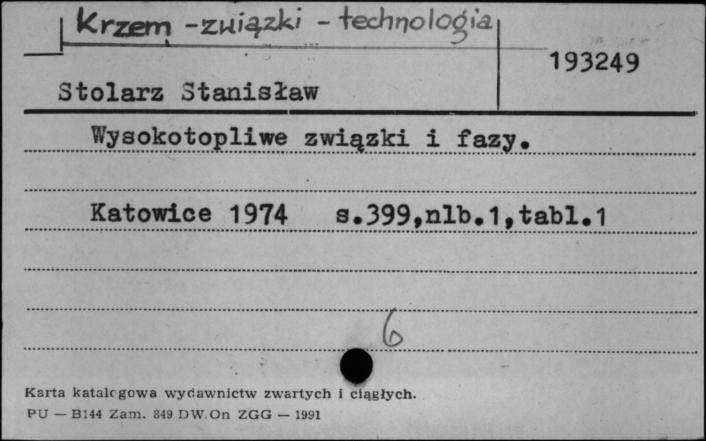 Krzem - związki - technologia
193249
Stolarz Stanisław
Wysokotopliwe związki i fazy.
Katowice 1974 s.399,nlb.1,tabl.1
6
Karta katalogowa wydawnictw zwartych i ciągłych.
PU — B144 Zam. 849 DW.On ZGG — 1991